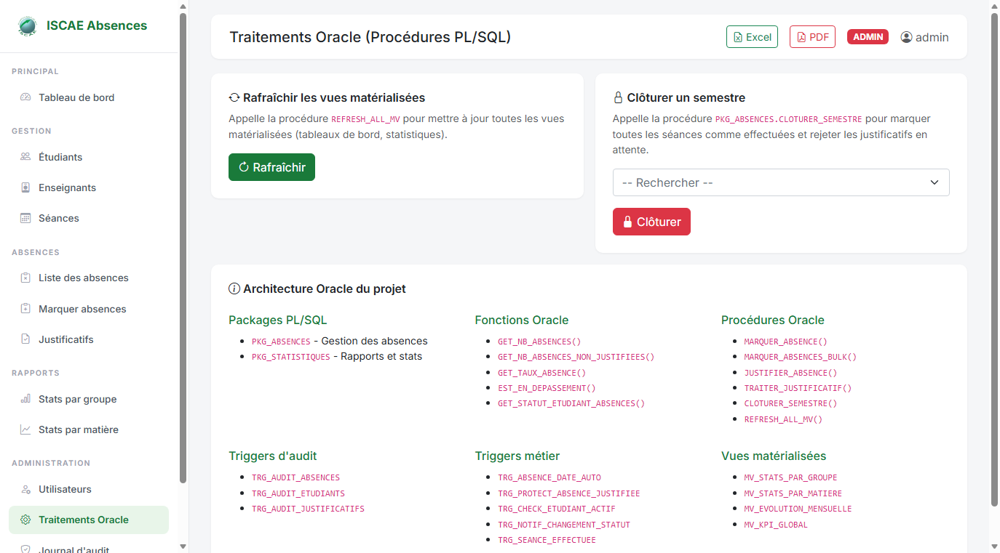 ISCAE Absences
PRINCIPAL
Tableau de bord
GESTION
Étudiants
Enseignants
Séances
ABSENCES
Liste des absences
Marquer absences
Justificatifs
RAPPORTS
Stats par groupe
Stats par matière
ADMINISTRATION
Utilisateurs
Traitements Oracle
Journal d'audit
Traitements Oracle (Procédures PL/SQL)
Excel
PDF
ADMIN
admin
Rafraîchir les vues matérialisées
Appelle la procédure REFRESH_ALL_MV pour mettre à jour toutes les vues
matérialisées (tableaux de bord, statistiques).
Rafraîchir
Clôturer un semestre
Appelle la procédure PKG_ABSENCES.CLOTURER_SEMESTRE pour marquer
toutes les séances comme effectuées et rejeter les justificatifs en
attente.
-- Rechercher --
Clôturer
Architecture Oracle du projet
Packages PL/SQL
PKG_ABSENCES - Gestion des absences
PKG_STATISTIQUES - Rapports et stats
Fonctions Oracle
GET_NB_ABSENCES()
GET_NB_ABSENCES_NON_JUSTIFIEES()
GET_TAUX_ABSENCE()
EST_EN_DEPASSEMENT()
GET_STATUT_ETUDIANT_ABSENCES()
Procédures Oracle
MARQUER_ABSENCE()
MARQUER_ABSENCES_BULK()
JUSTIFIER_ABSENCE()
TRAITER_JUSTIFICATIF()
CLOTURER_SEMESTRE()
REFRESH_ALL_MV()
Triggers d'audit
TRG_AUDIT_ABSENCES
TRG_AUDIT_ETUDIANTS
TRG_AUDIT_JUSTIFICATIFS
Triggers métier
TRG_ABSENCE_DATE_AUTO
TRG_PROTECT_ABSENCE_JUSTIFIEE
TRG_CHECK_ETUDIANT_ACTIF
TRG_NOTIF_CHANGEMENT_STATUT
TRG_SEANCE_EFFECTUEE
Vues matérialisées
MV_STATS_PAR_GROUPE
MV_STATS_PAR_MATIERE
MV_EVOLUTION_MENSUELLE
MV_KPI_GLOBAL